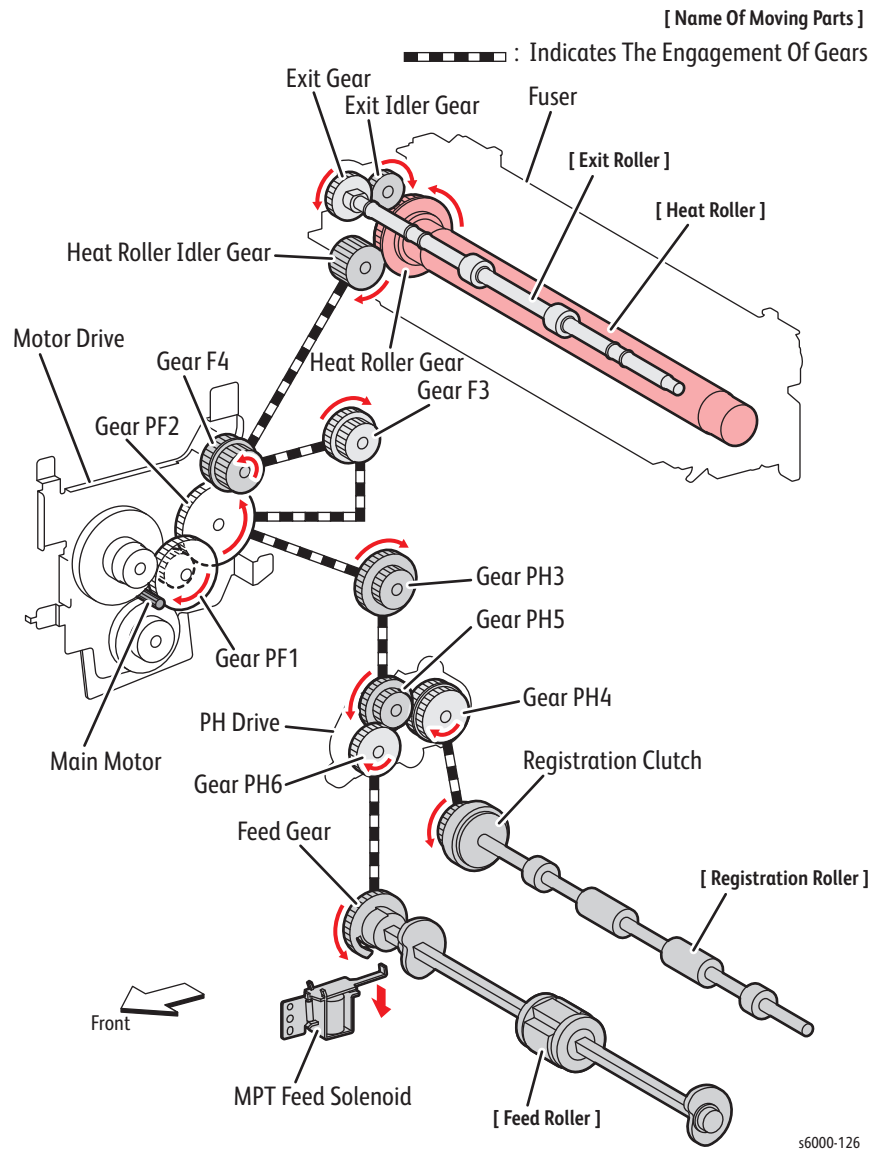 [ Name Of Moving Parts ]
: Indicates The Engagement Of Gears
Exit Gear
Exit Idler Gear
Fuser
[ Exit Roller ]
[ Heat Roller ]
Heat Roller Idler Gear
Motor Drive
Gear F4
Heat Roller Gear
Gear F3
Gear PF2
Gear PH3
Gear PH5
Gear PF1
Gear PH4
PH Drive
Main Motor
Registration Clutch
Gear PH6
Feed Gear
[ Registration Roller ]
Front
MPT Feed Solenoid
[ Feed Roller ]
s6000-126